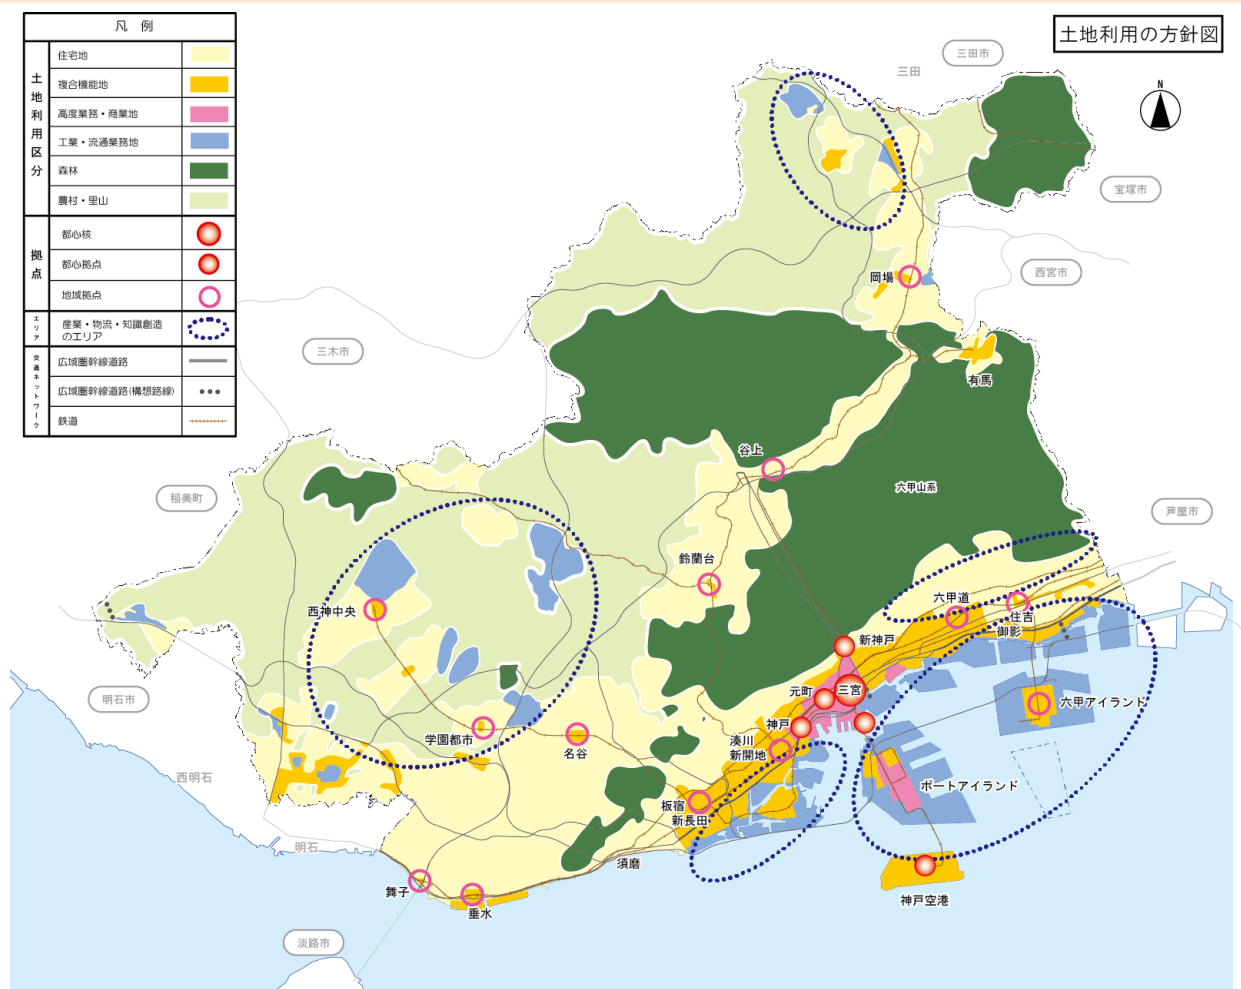 土地利用の方針図
凡 例
土地利用区分
住宅地
複合機能地
高度業務・商業地
工業・流通業務地
森林
農村・里山
拠点
都心核
都心拠点
地域拠点
エリア
産業・物流・知識創造
のエリア
交通ネットワーク
広域圏幹線道路
広域圏幹線道路(構想路線)
鉄道
N
三田市
三田
宝塚市
西宮市
岡場
三木市
有馬
谷上
稲美町
六甲山系
芦屋市
鈴蘭台
西神中央
六甲道
住吉
御影
新神戸
明石市
元町
三宮
六甲アイランド
神戸
学園都市
湊川
新開地
名谷
西明石
ポートアイランド
板宿
新長田
明石
須磨
舞子
神戸空港
垂水
淡路市